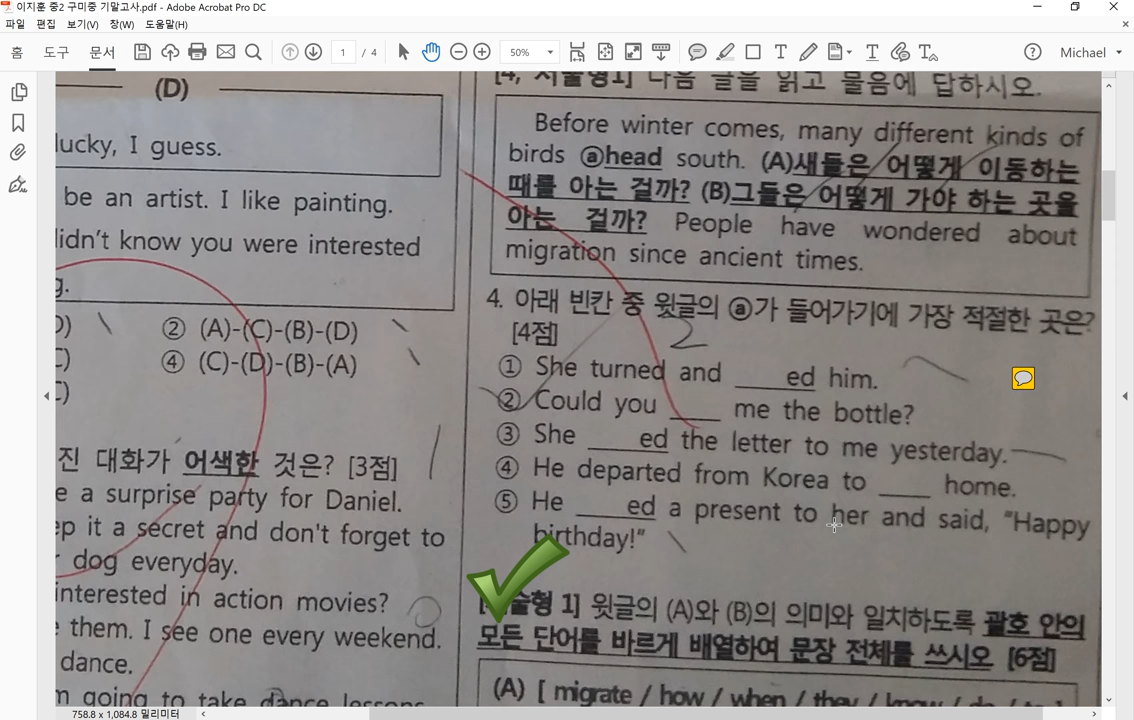 이지훈 중2 구미중 기말고사.pdf - Adobe Acrobat Pro DC
파일 편집 보기(V) 창(W) 도움말(H)
홈 도구 문서 1 / 4 50% Michael
(D)
lucky, I guess.
be an artist. I like painting.
didn't know you were interested
g.
D) ② (A)-(C)-(B)-(D)
C) ④ (C)-(D)-(B)-(A)
C)
진 대화가 어색한 것은? [3점]
e a surprise party for Daniel.
ep it a secret and don't forget to
r dog everyday.
interested in action movies?
e them. I see one every weekend.
dance.
m going to take dance lessons
[4, 서술형1] 다음 글을 읽고 물음에 답하시오.
Before winter comes, many different kinds of
birds ⓐhead south. (A)새들은 어떻게 이동하는
때를 아는 걸까? (B)그들은 어떻게 가야 하는 곳을
아는 걸까? People have wondered about
migration since ancient times.
4. 아래 빈칸 중 윗글의 ⓐ가 들어가기에 가장 적절한 곳은?
[4점]
2
① She turned and ____ed him.
② Could you ____ me the bottle?
③ She ____ed the letter to me yesterday.
④ He departed from Korea to ____ home.
⑤ He ____ed a present to her and said, "Happy
birthday!"
[서술형 1] 윗글의 (A)와 (B)의 의미와 일치하도록 괄호 안의
모든 단어를 바르게 배열하여 문장 전체를 쓰시오 [6점]
(A) [ migrate / how / when / they / know / do / to ]
758.8 x 1,084.8 밀리미터